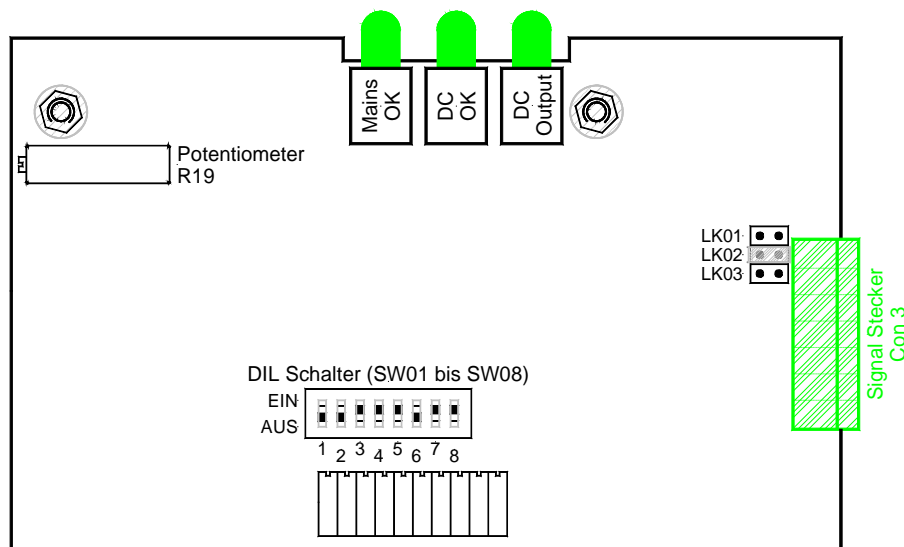 Mains
OK
DC
OK
DC
Output
Potentiometer
R19
LK01
LK02
LK03
Signal Stecker
Con 3
DIL Schalter (SW01 bis SW08)
EIN
AUS
1 2 3 4 5 6 7 8